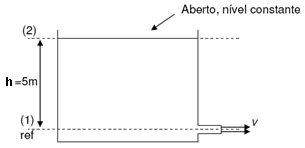 Aberto, nível constante
(2)
h =5m
(1)
ref
v